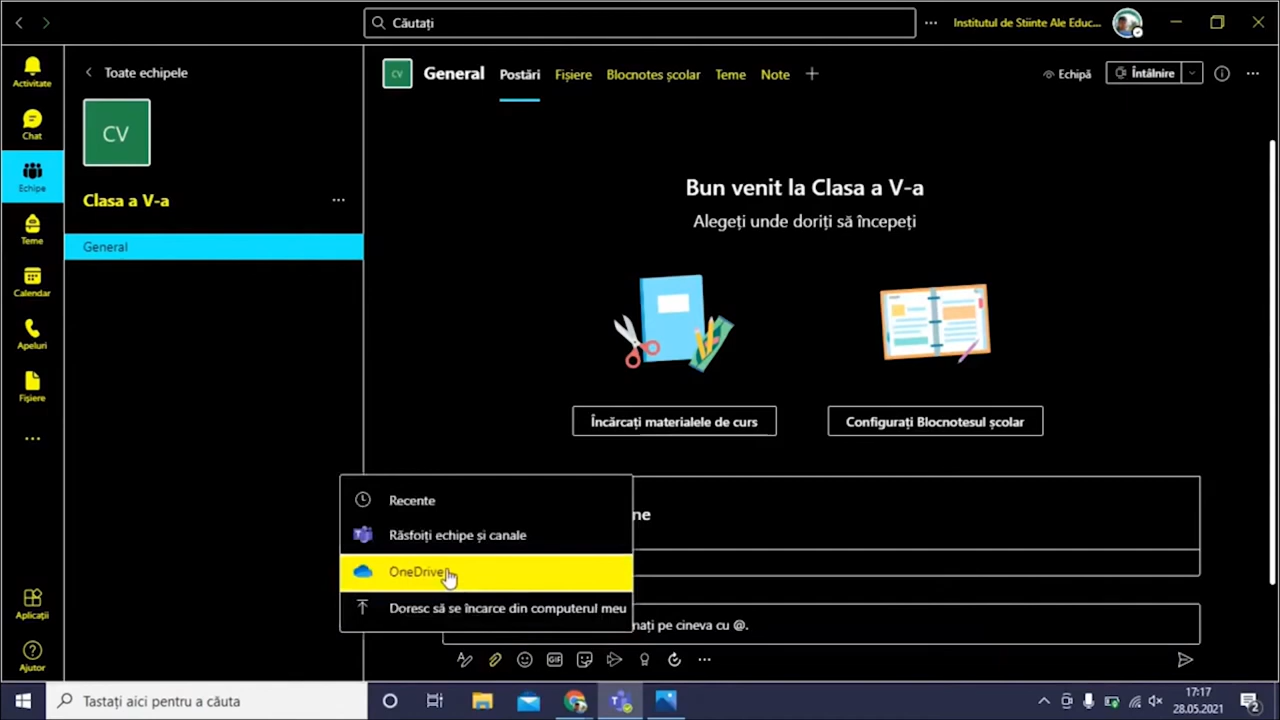 Căutați
Institutul de Stiinte Ale Educ...
Activitate
Chat
Echipe
Teme
Calendar
Apeluri
Fișiere
Aplicații
Ajutor
Toate echipele
CV
Clasa a V-a
General
CV
General
Postări
Fișiere
Blocnotes școlar
Teme
Note
Echipă
Întâlnire
Bun venit la Clasa a V-a
Alegeți unde doriți să începeți
Încărcați materialele de curs
Configurați Blocnotesul școlar
Recente
Răsfoiți echipe și canale
OneDrive
Doresc să se încarce din computerul meu
ne
mați pe cineva cu @.
GIF
Tastați aici pentru a căuta
17:17
28.05.2021
2